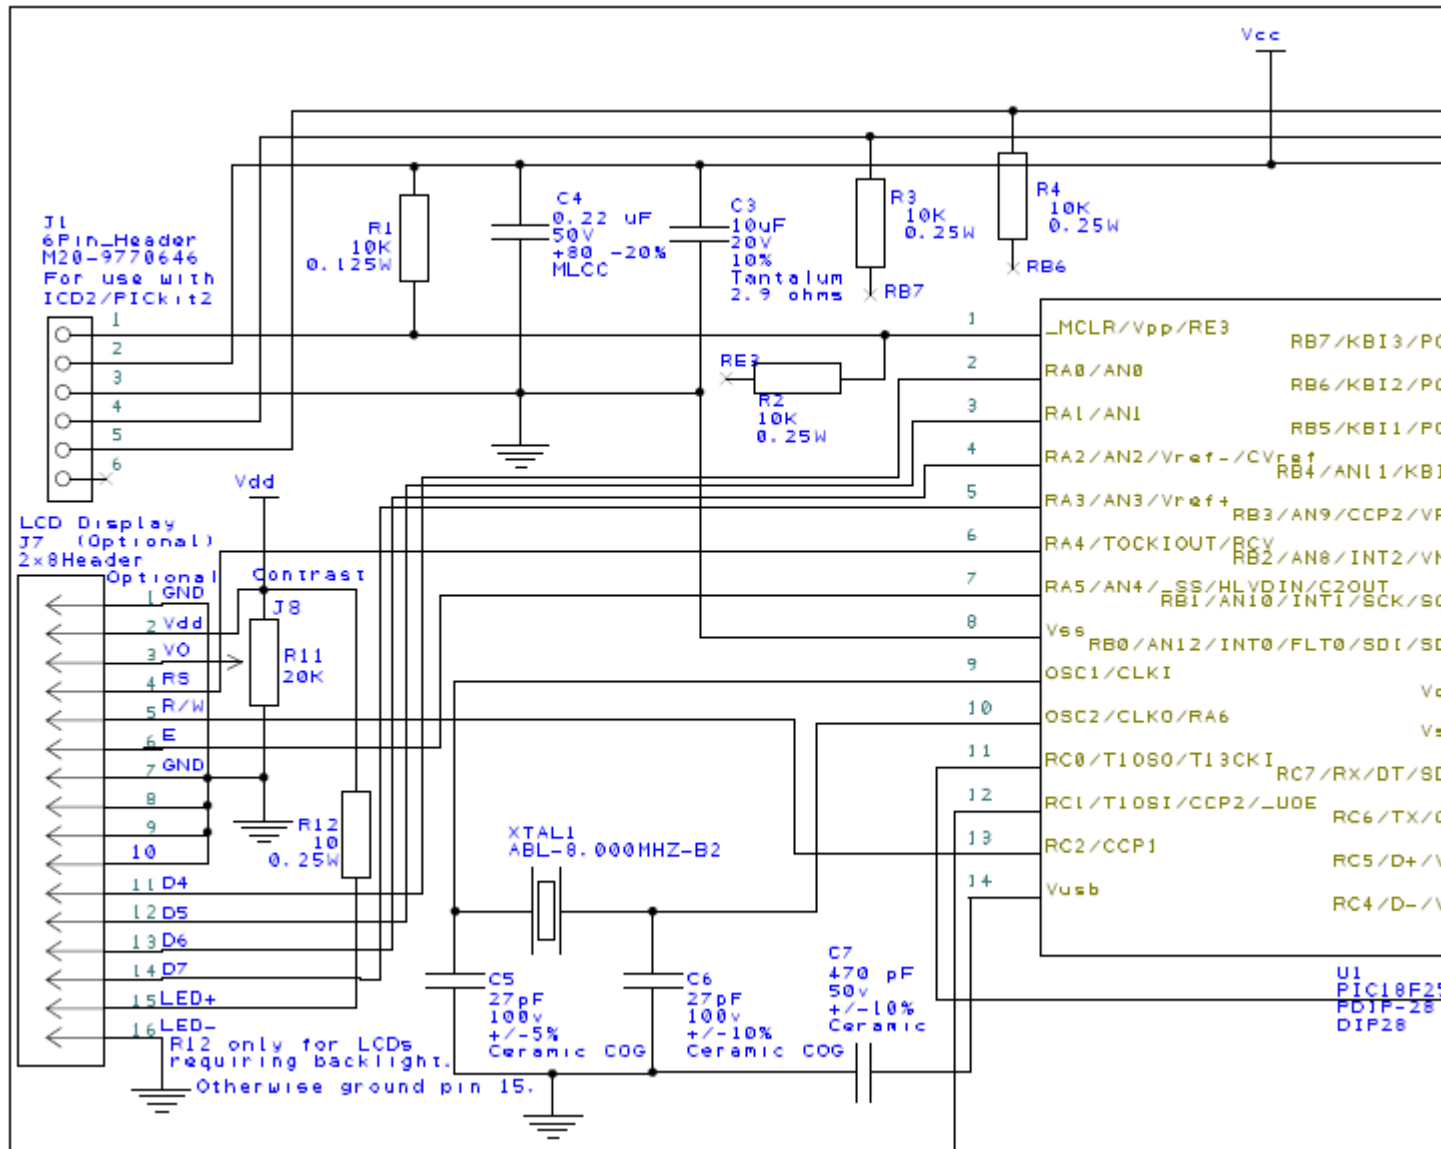 Vcc
J1
6Pin_Header
M20-9770646
For use with
ICD2/PICkit2
1
2
3
4
5
6
R1
10K
0.125W
C4
0.22 uF
50V
+80 -20%
MLCC
C3
10uF
20V
10%
Tantalum
2.9 ohms
R3
10K
0.25W
RB7
R4
10K
0.25W
RB6
RE3
R2
10K
0.25W
Vdd
LCD Display
J7 (Optional)
2x8Header
Optional
Contrast
J8
R11
20K
1 GND
2 Vdd
3 VO
4 RS
5 R/W
6 E
7 GND
8
9
10
11 D4
12 D5
13 D6
14 D7
15 LED+
16 LED-
R12
10
0.25W
R12 only for LCDs
requiring backlight.
Otherwise ground pin 15.
XTAL1
ABL-8.000MHZ-B2
C5
27pF
100v
+/-5%
Ceramic COG
C6
27pF
100v
+/-10%
Ceramic COG
C7
470 pF
50v
+/-10%
Ceramic
1 _MCLR/Vpp/RE3
2 RA0/AN0
3 RA1/AN1
4 RA2/AN2/Vref-/CVref
5 RA3/AN3/Vref+
6 RA4/TOCKIOUT/RCV
7 RA5/AN4/_SS/HLVDIN/C2OUT
8 Vss
9 OSC1/CLKI
10 OSC2/CLKO/RA6
11 RC0/T1OSO/T13CKI
12 RC1/T1OSI/CCP2/_UOE
13 RC2/CCP1
14 Vusb
RB7/KBI3/PG
RB6/KBI2/PG
RB5/KBI1/PG
RB4/AN11/KBI
RB3/AN9/CCP2/VP
RB2/AN8/INT2/VM
RB1/AN10/INT1/SCK/SC
RB0/AN12/INT0/FLT0/SDI/SD
RC7/RX/DT/SD
RC6/TX/C
RC5/D+/V
RC4/D-/V
U1
PIC18F25
PDIP-28
DIP28